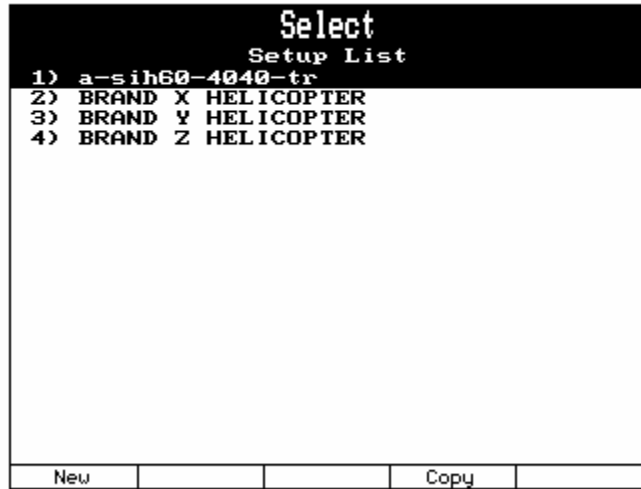 Select
Setup List
1) a-sih60-4040-tr
2) BRAND X HELICOPTER
3) BRAND Y HELICOPTER
4) BRAND Z HELICOPTER
New Copy